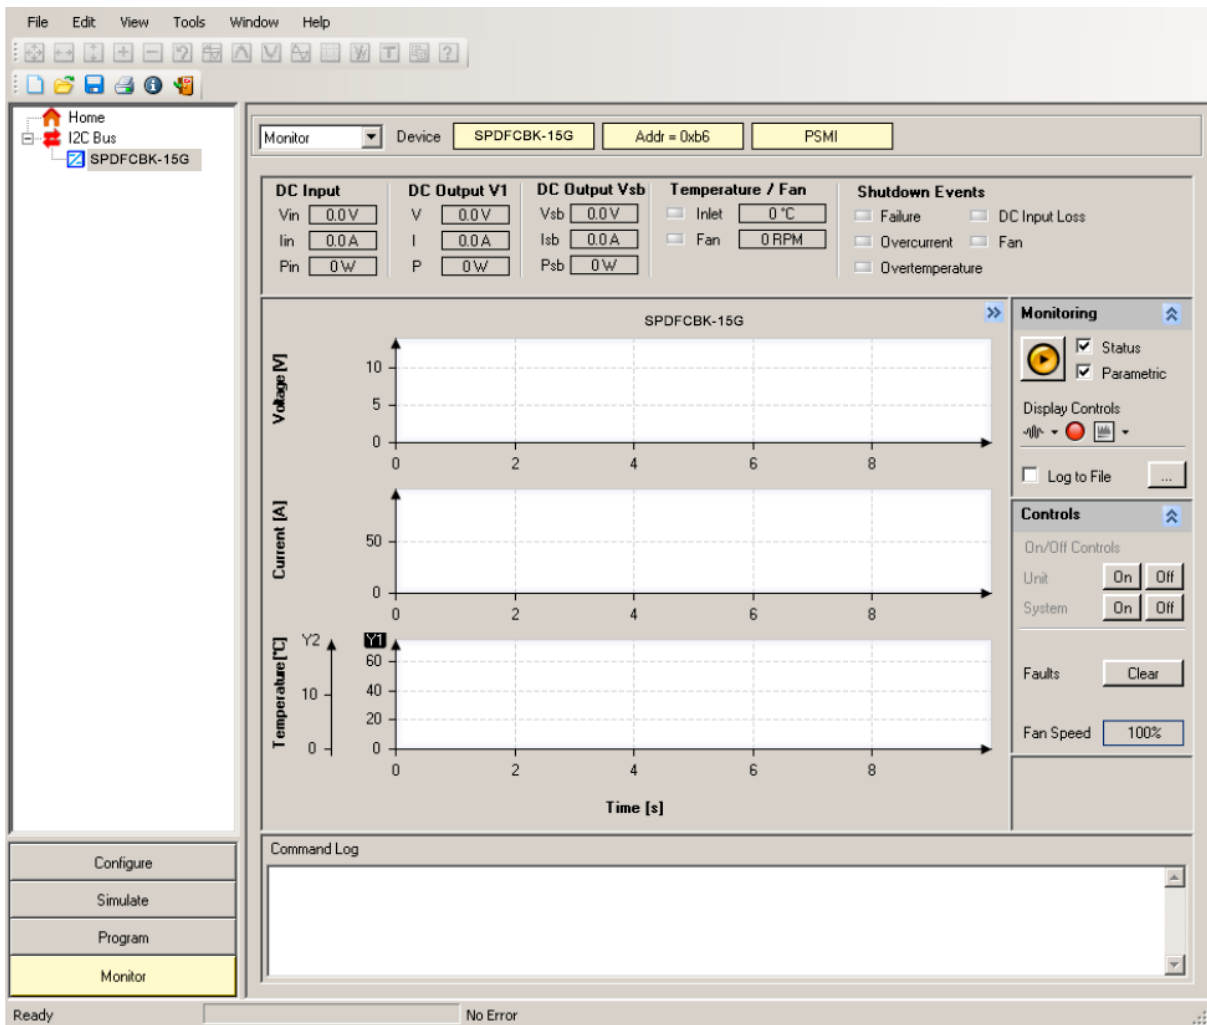 File Edit View Tools Window Help
Home
I2C Bus
SPDFCBK-15G
Monitor Device SPDFCBK-15G Addr = 0xb6 PSMI
DC Input DC Output V1 DC Output Vsb Temperature / Fan Shutdown Events
Vin 0.0 V V 0.0 V Vsb 0.0 V Inlet 0 °C Failure DC Input Loss
Iin 0.0 A I 0.0 A Isb 0.0 A Fan 0 RPM Overcurrent Fan
Pin 0 W P 0 W Psb 0 W Overtemperature
SPDFCBK-15G
Voltage [V]
10
5
0
0 2 4 6 8
Current [A]
50
0
0 2 4 6 8
Temperature [°C]
Y2 Y1
60
10 40
20
0 0
0 2 4 6 8
Time [s]
Monitoring
Status
Parametric
Display Controls
Log to File ...
Controls
On/Off Controls
Unit On Off
System On Off
Faults Clear
Fan Speed 100%
Configure
Simulate
Program
Monitor
Command Log
Ready No Error